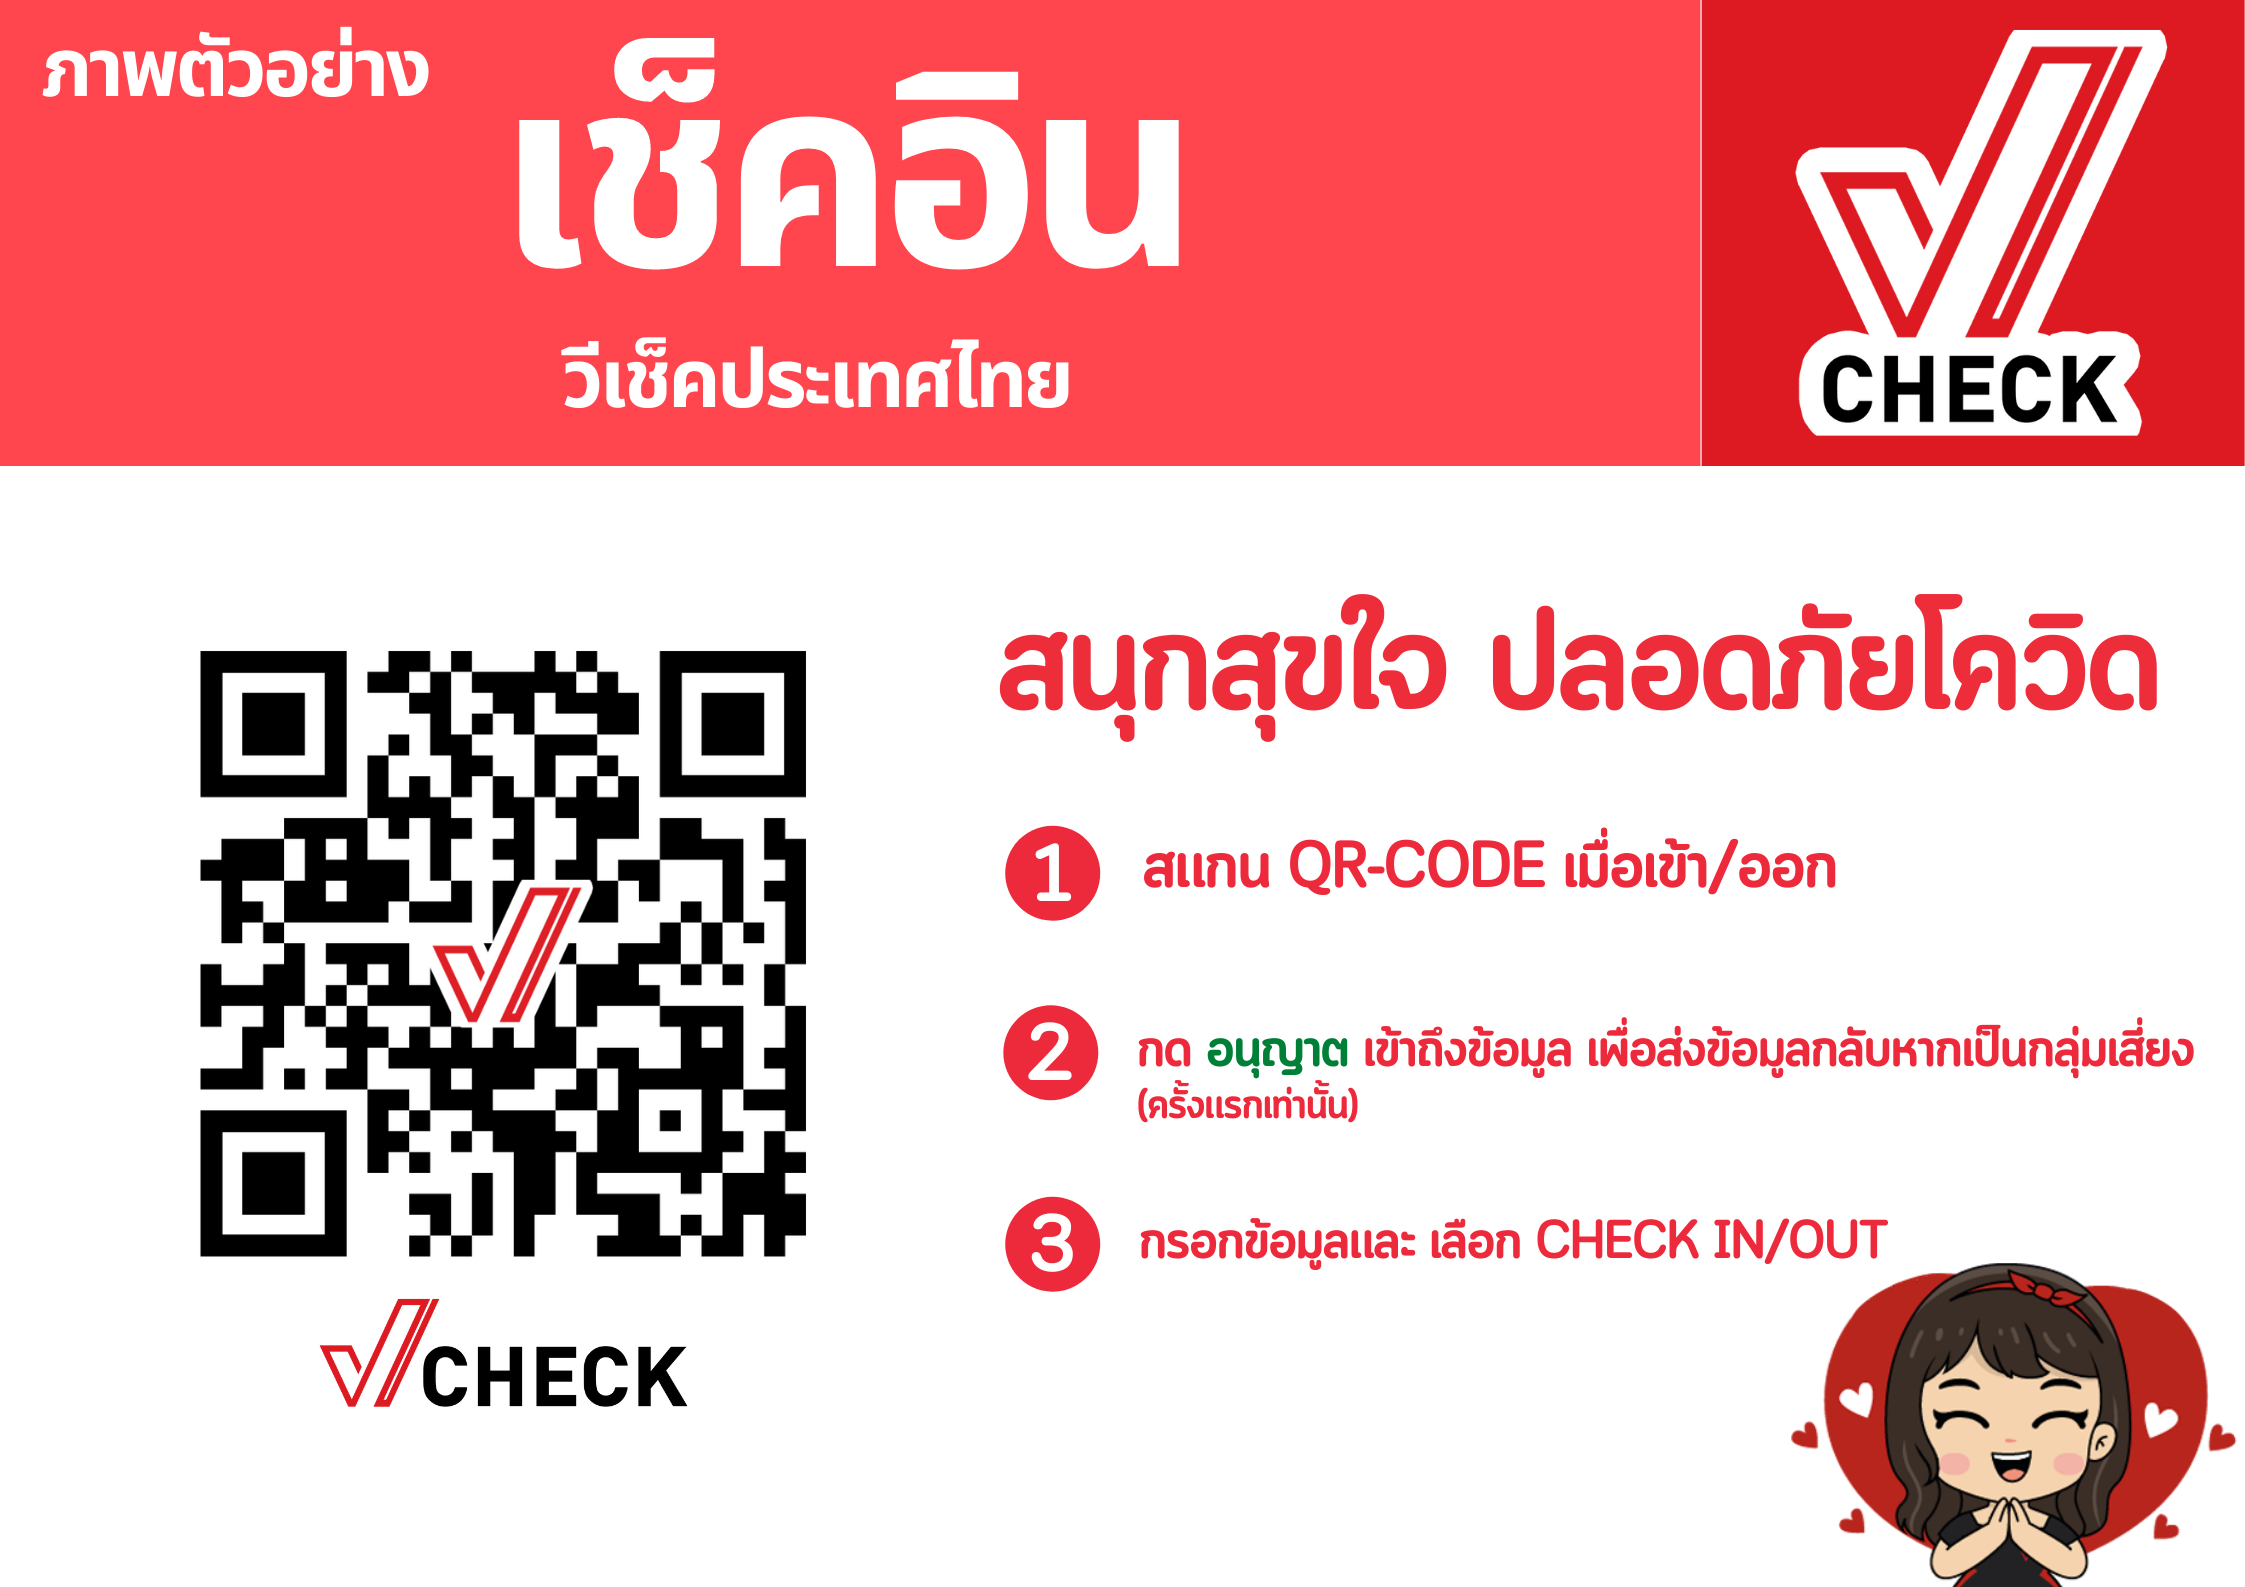 ภาพตัวอย่าง
เช็คอิน
วีเช็คประเทศไทย
CHECK
สนุกสุขใจ ปลอดภัยโควิด
1 สแกน QR-CODE เมื่อเข้า/ออก
2 กด อนุญาต เข้าถึงข้อมูล เพื่อส่งข้อมูลกลับหากเป็นกลุ่มเสี่ยง
(ครั้งแรกเท่านั้น)
3 กรอกข้อมูลและ เลือก CHECK IN/OUT
CHECK